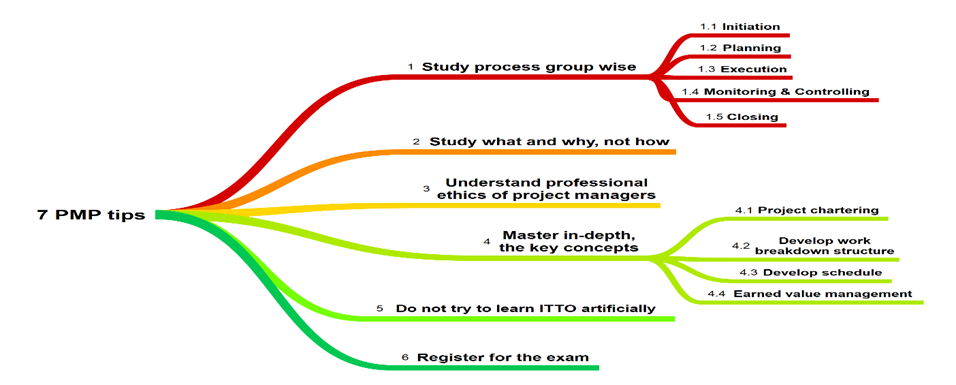 7 PMP tips
1 Study process group wise
1.1 Initiation
1.2 Planning
1.3 Execution
1.4 Monitoring & Controlling
1.5 Closing
2 Study what and why, not how
3 Understand professional
ethics of project managers
4 Master in-depth,
the key concepts
4.1 Project chartering
4.2 Develop work
breakdown structure
4.3 Develop schedule
4.4 Earned value management
5 Do not try to learn ITTO artificially
6 Register for the exam